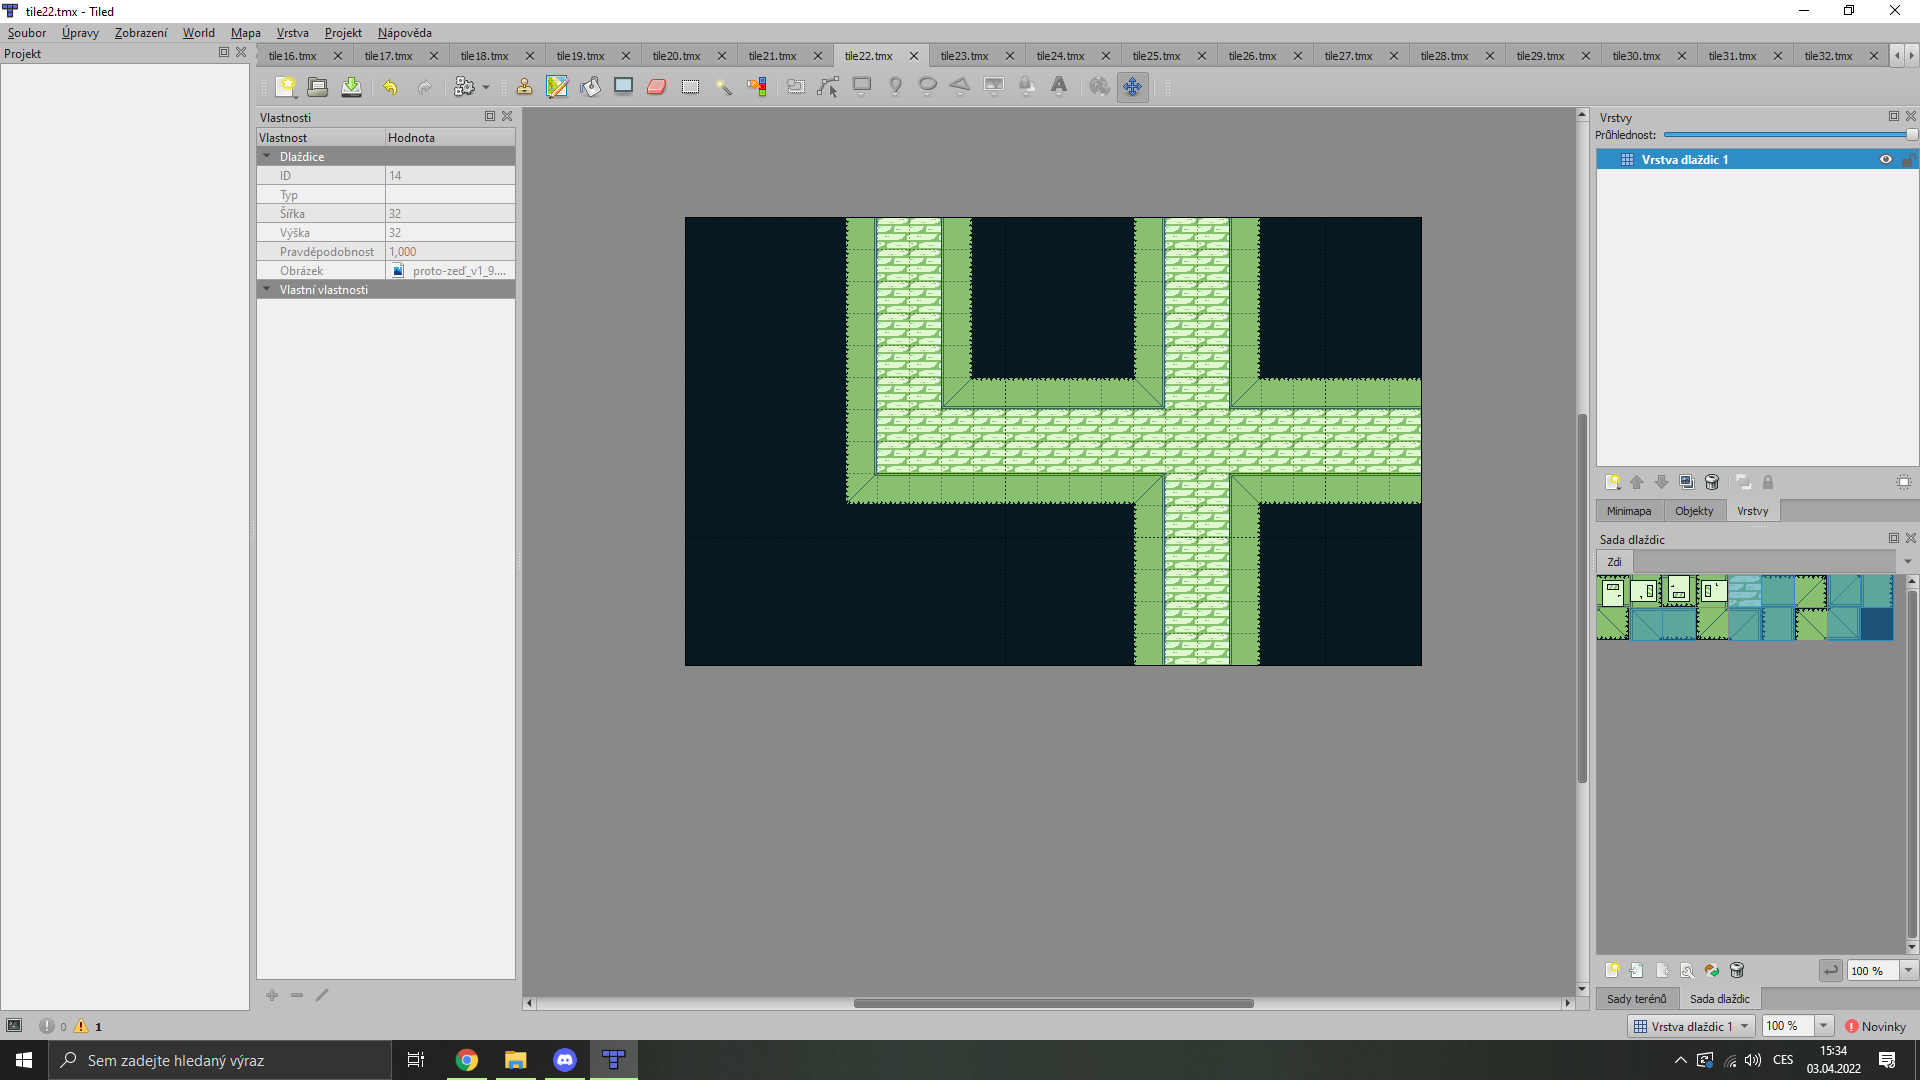 tile22.tmx - Tiled
Soubor Úpravy Zobrazení World Mapa Vrstva Projekt Nápověda
Projekt
tile16.tmx tile17.tmx tile18.tmx tile19.tmx tile20.tmx tile21.tmx tile22.tmx tile23.tmx tile24.tmx tile25.tmx tile26.tmx tile27.tmx tile28.tmx tile29.tmx tile30.tmx tile31.tmx tile32.tmx
Vlastnosti
Vlastnost Hodnota
Dlaždice
ID 14
Typ
Šířka 32
Výška 32
Pravděpodobnost 1,000
Obrázek proto-zeď_v1_9....
Vlastní vlastnosti
Vrstvy
Průhlednost:
Vrstva dlaždic 1
Minimapa Objekty Vrstvy
Sada dlaždic
Zdi
100 %
Sady terénů Sada dlaždic
0 1
Vrstva dlaždic 1 100 % Novinky
Sem zadejte hledaný výraz
CES
15:34
03.04.2022